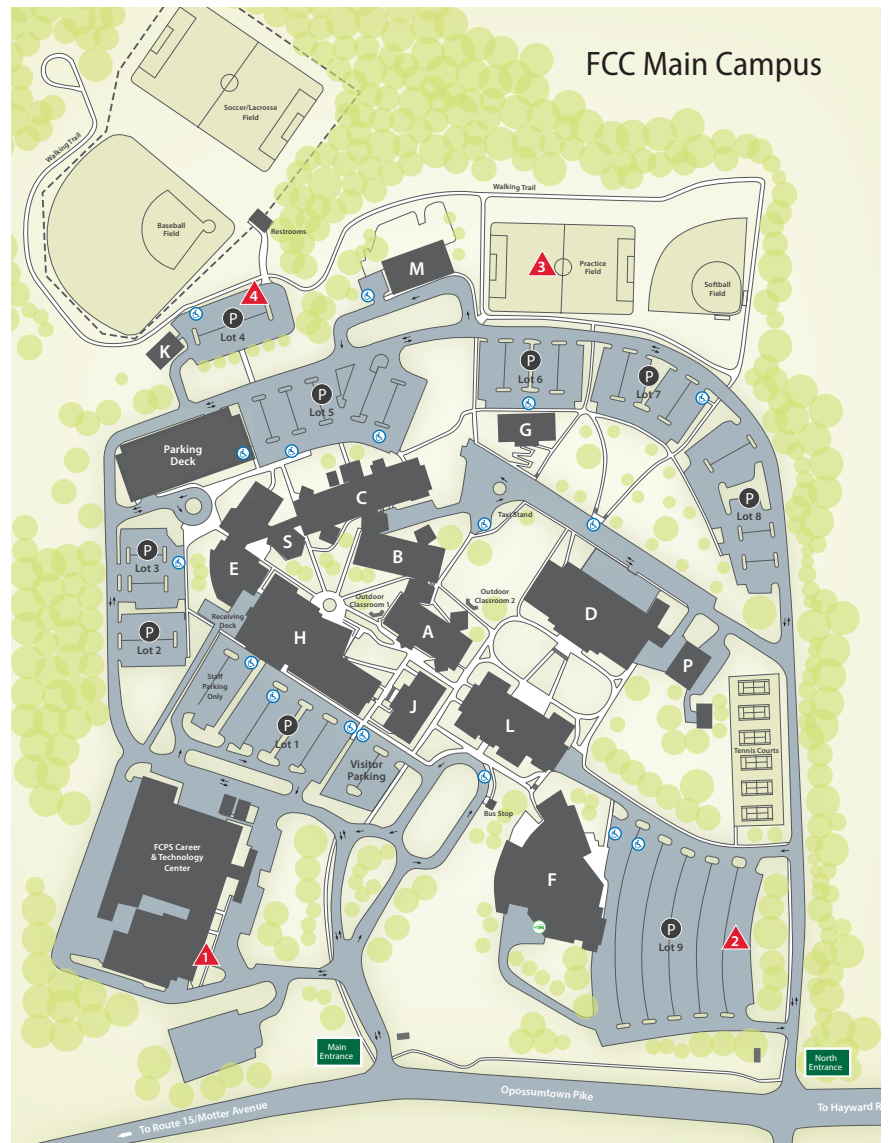 FCC Main Campus
Soccer/Lacrosse
Field
Walking Trail
Walking Trail
Baseball
Field
Restrooms
M
3
Practice
Field
Softball
Field
4
P
Lot 4
K
P
Lot 5
P
Lot 6
P
Lot 7
G
Parking
Deck
C
Taxi Stand
P
Lot 8
S
B
P
Lot 3
E
Outdoor
Classroom 1
Outdoor
Classroom 2
D
Receiving
Dock
P
Lot 2
H
A
P
Staff
Parking
Only
J
L
P
Lot 1
Visitor
Parking
Tennis Courts
Bus Stop
FCPS Career
& Technology
Center
F
P
Lot 9
1
2
Main
Entrance
North
Entrance
Opossumtown Pike
To Route 15/Motter Avenue
To Hayward R